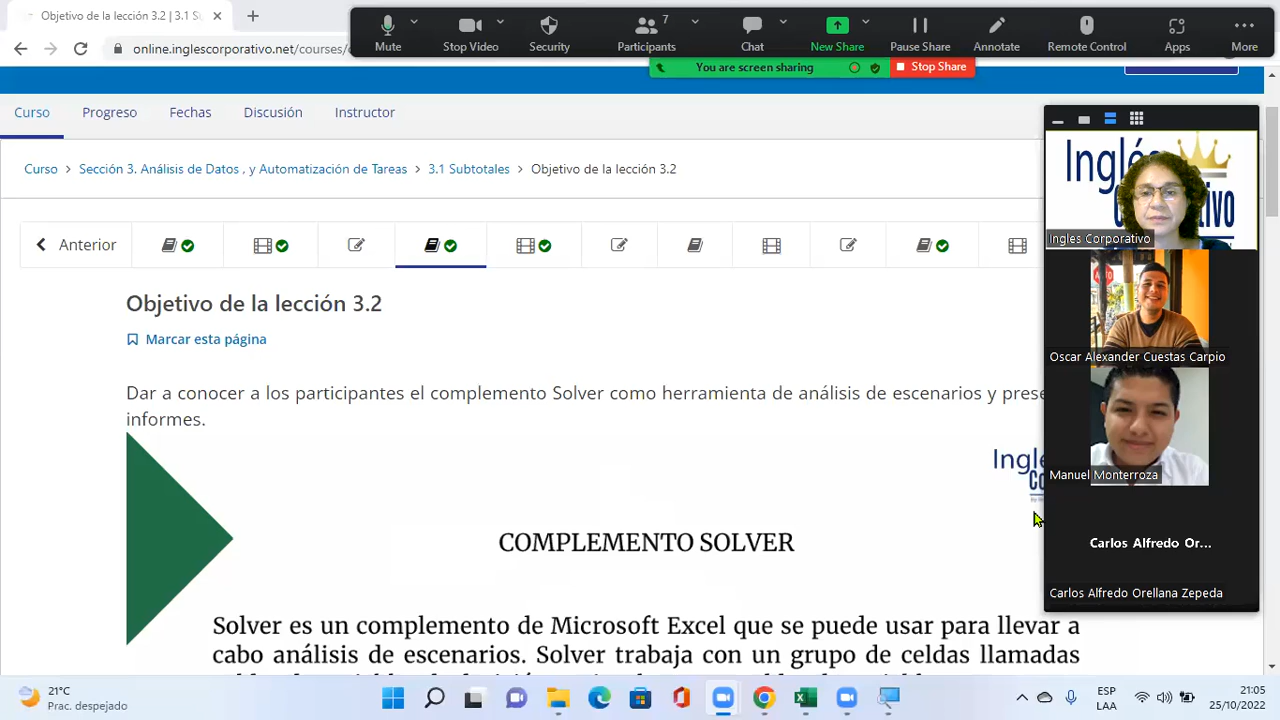 Objetivo de la lección 3.2 | 3.1 S
Mute
Stop Video
Security
7
Participants
Chat
New Share
Pause Share
Annotate
Remote Control
Apps
More
online.inglescorporativo.net/courses/
You are screen sharing
Stop Share
Curso
Progreso
Fechas
Discusión
Instructor
Curso > Sección 3. Análisis de Datos , y Automatización de Tareas > 3.1 Subtotales > Objetivo de la lección 3.2
Anterior
Objetivo de la lección 3.2
Marcar esta página
Dar a conocer a los participantes el complemento Solver como herramienta de análisis de escenarios y prese
informes.
Inglé
COMPLEMENTO SOLVER
Solver es un complemento de Microsoft Excel que se puede usar para llevar a
cabo análisis de escenarios. Solver trabaja con un grupo de celdas llamadas
Inglés
Ingles Corporativo
Oscar Alexander Cuestas Carpio
Manuel Monterroza
Carlos Alfredo Or...
Carlos Alfredo Orellana Zepeda
21°C
Prac. despejado
ESP
LAA
21:05
25/10/2022